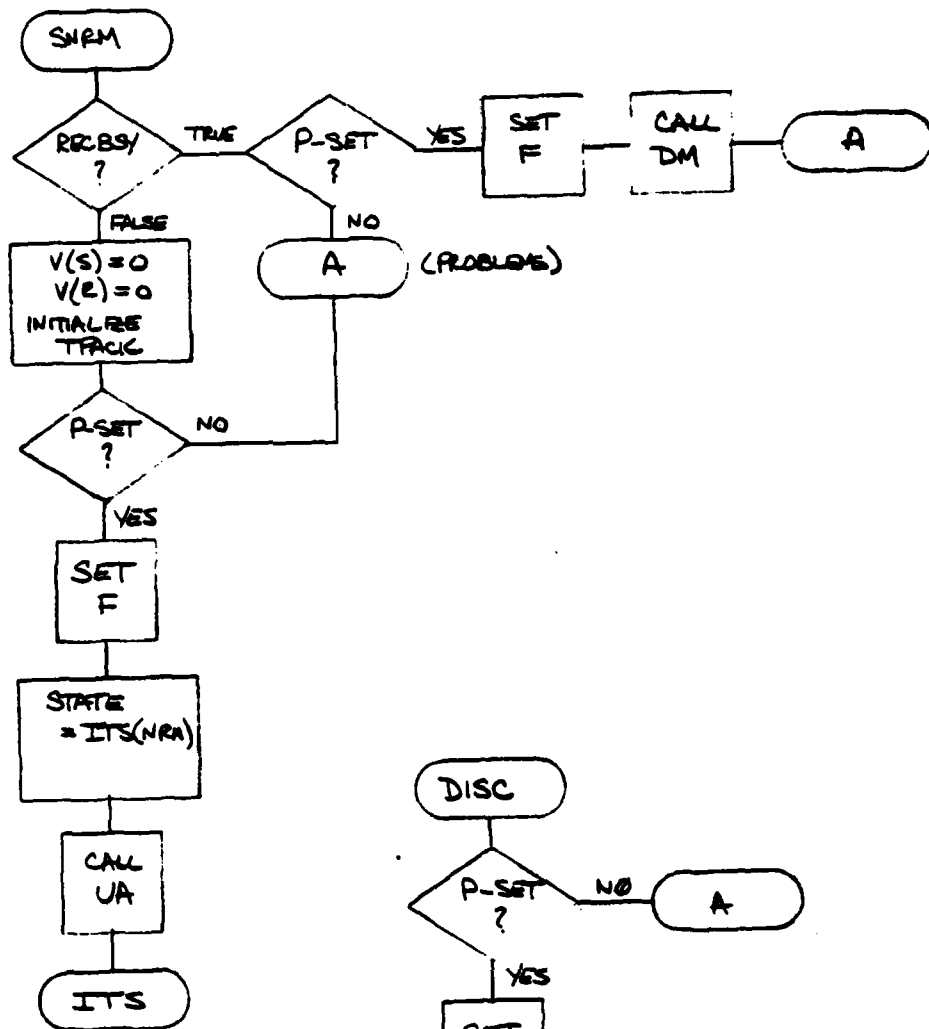 SNRM
RECBSY
?
TRUE
P-SET
?
YES
SET
F
CALL
DM
A
FALSE
NO
V(S)=0
V(R)=0
INITIALIZE
TPACK
A
(PROBLEMS)
P-SET
?
NO
YES
SET
F
STATE
= ITS(NRM)
CALL
UA
ITS
DISC
P-SET
?
NO
A
YES